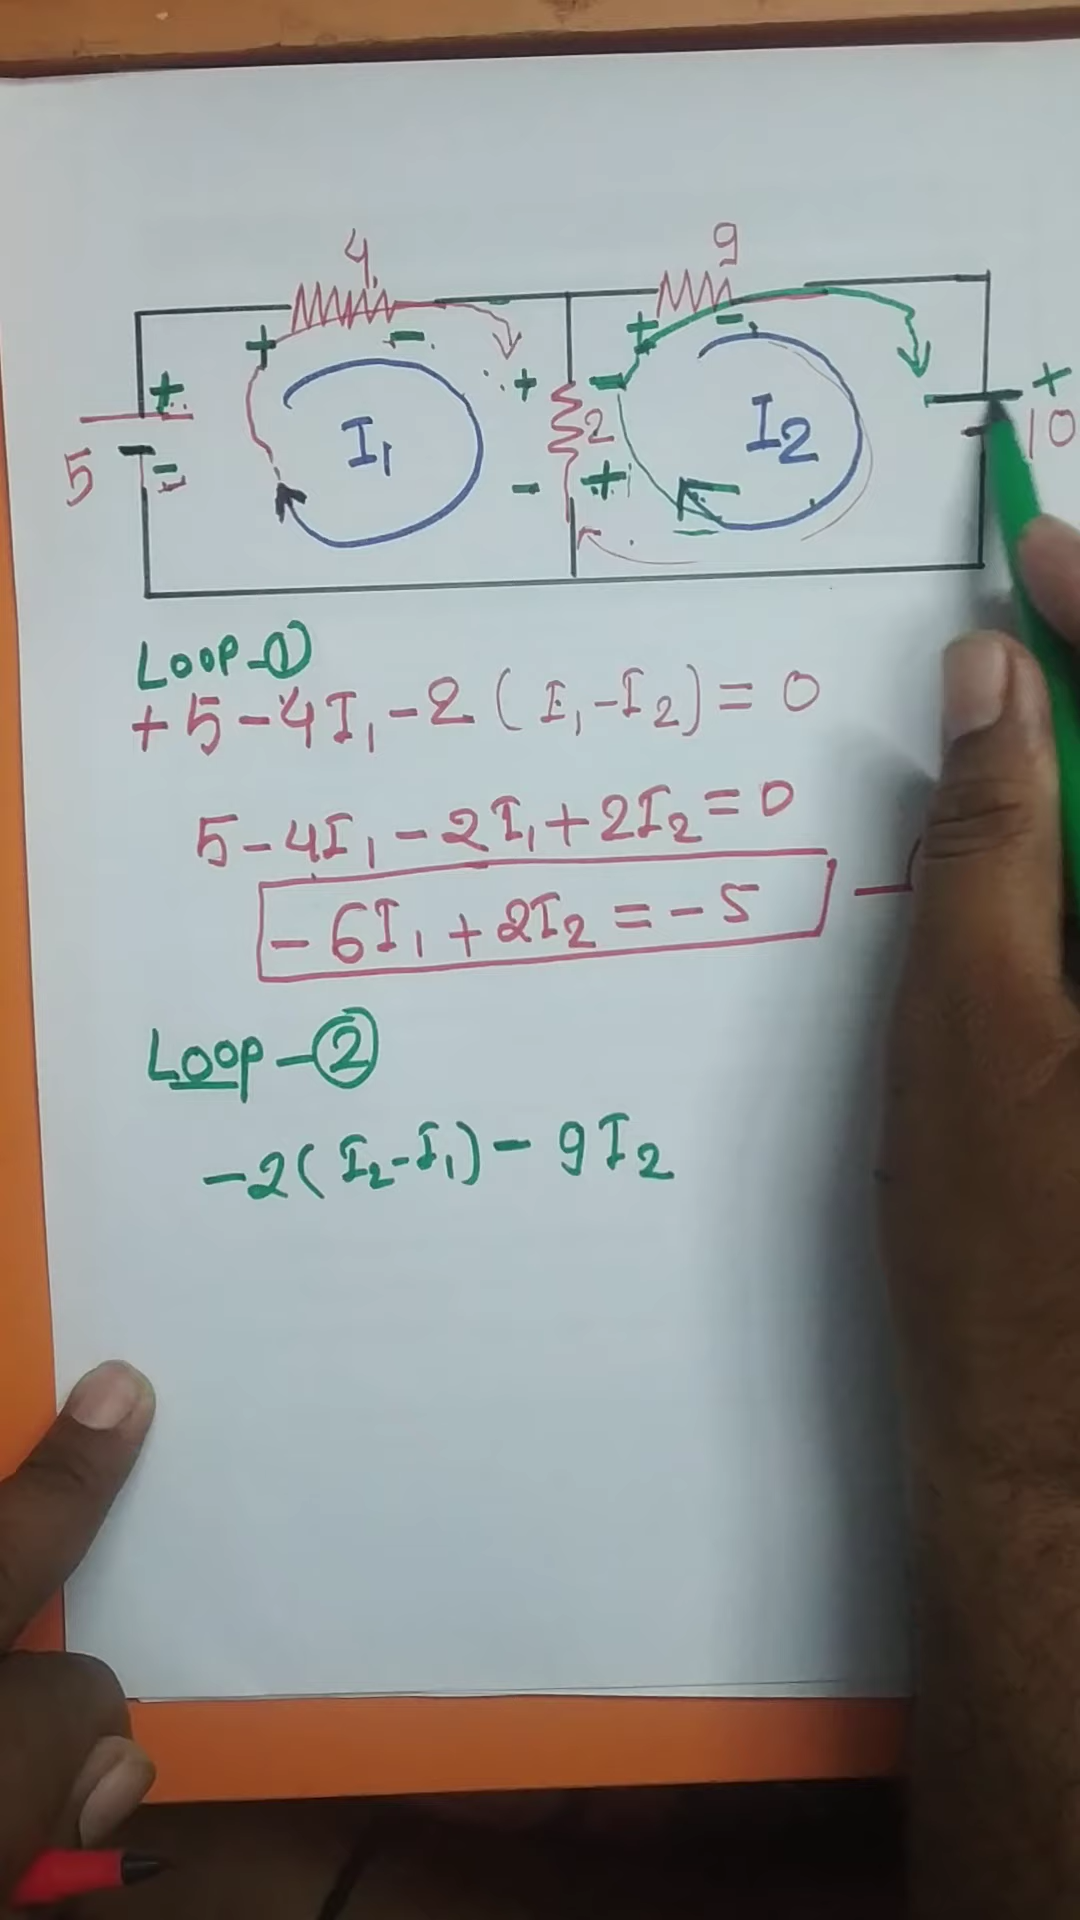 4 9
+ - + -
+ + - +
5 = I₁ 2 I₂ 10
- +
Loop-①
+5-4I₁-2(I₁-I₂)=0
5-4I₁-2I₁+2I₂=0
-6I₁+2I₂=-5
Loop-②
-2(I₂-I₁)-9I₂